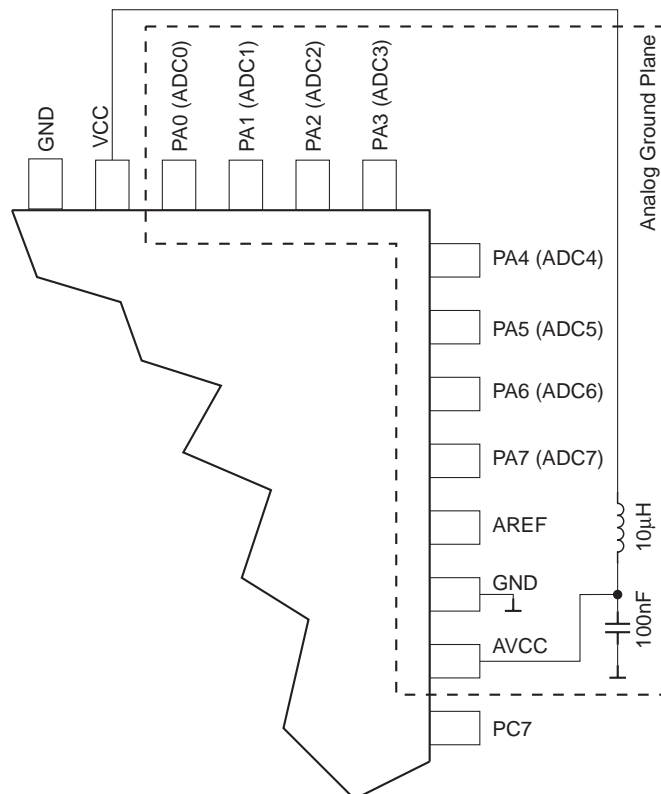 GND
VCC
PA0 (ADC0)
PA1 (ADC1)
PA2 (ADC2)
PA3 (ADC3)
Analog Ground Plane
PA4 (ADC4)
PA5 (ADC5)
PA6 (ADC6)
PA7 (ADC7)
AREF
10μH
GND
AVCC
100nF
PC7